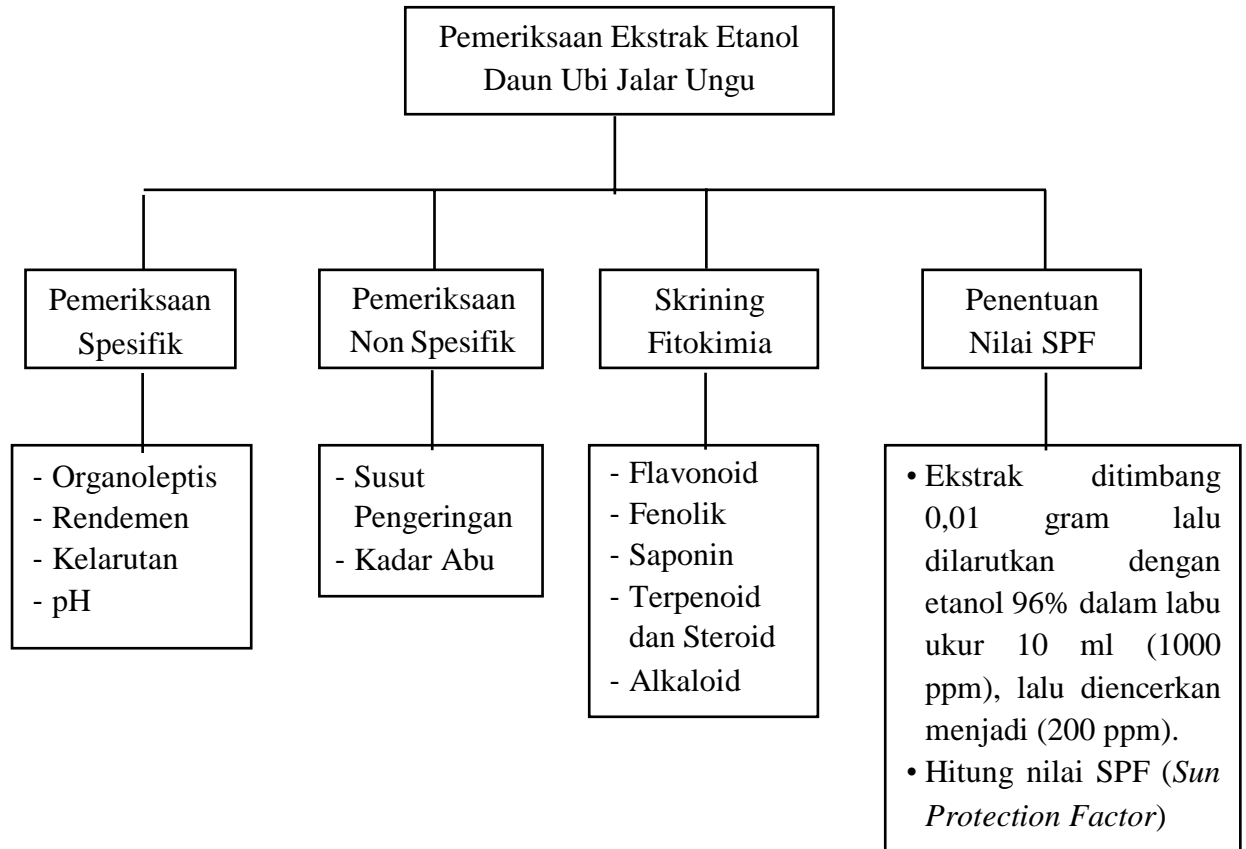 Pemeriksaan Ekstrak Etanol
Daun Ubi Jalar Ungu
Pemeriksaan
Spesifik
Pemeriksaan
Non Spesifik
Skrining
Fitokimia
Penentuan
Nilai SPF
- Organoleptis
- Rendemen
- Kelarutan
- pH
- Susut
Pengeringan
- Kadar Abu
- Flavonoid
- Fenolik
- Saponin
- Terpenoid
dan Steroid
- Alkaloid
• Ekstrak ditimbang
0,01 gram lalu
dilarutkan dengan
etanol 96% dalam labu
ukur 10 ml (1000
ppm), lalu diencerkan
menjadi (200 ppm).
• Hitung nilai SPF (Sun
Protection Factor)